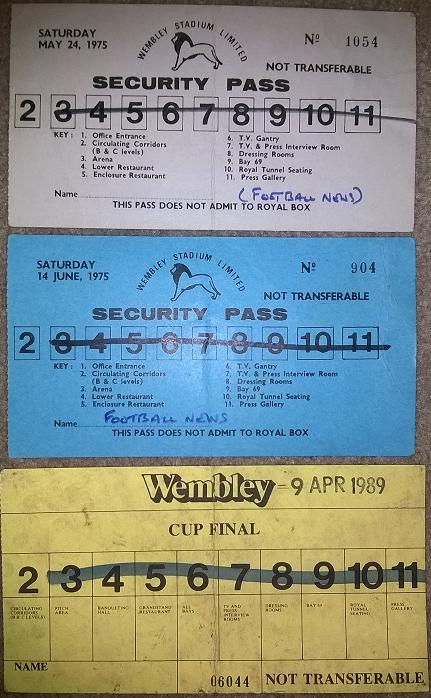 SATURDAY
MAY 24, 1975
WEMBLEY STADIUM LIMITED
Nº 1054
NOT TRANSFERABLE
SECURITY PASS
2 3 4 5 6 7 8 9 10 11
KEY : 1. Office Entrance
2. Circulating Corridors
(B & C levels)
3. Arena
4. Lower Restaurant
5. Enclosure Restaurant
6. T.V. Gantry
7. T.V. & Press Interview Room
8. Dressing Rooms
9. Bay 69
10. Royal Tunnel Seating
11. Press Gallery
Name (FOOTBALL NEWS)
THIS PASS DOES NOT ADMIT TO ROYAL BOX
SATURDAY
14 JUNE, 1975
WEMBLEY STADIUM LIMITED
Nº 904
NOT TRANSFERABLE
SECURITY PASS
2 3 4 5 6 7 8 9 10 11
KEY : 1. Office Entrance
2. Circulating Corridors
(B & C levels)
3. Arena
4. Lower Restaurant
5. Enclosure Restaurant
6. T.V. Gantry
7. T.V. & Press Interview Room
8. Dressing Rooms
9. Bay 69
10. Royal Tunnel Seating
11. Press Gallery
Name FOOTBALL NEWS
THIS PASS DOES NOT ADMIT TO ROYAL BOX
Wembley - 9 APR 1989
CUP FINAL
2 3 4 5 6 7 8 9 10 11
CIRCULATING
CORRIDORS
(B & C LEVELS)
PITCH
AREA
BANQUETING
HALL
GRANDSTAND
RESTAURANT
ALL
BAYS
TV AND
PRESS
INTERVIEW
ROOMS
DRESSING
ROOMS
BAY 69
ROYAL
TUNNEL
SEATING
PRESS
GALLERY
NAME
06044 NOT TRANSFERABLE